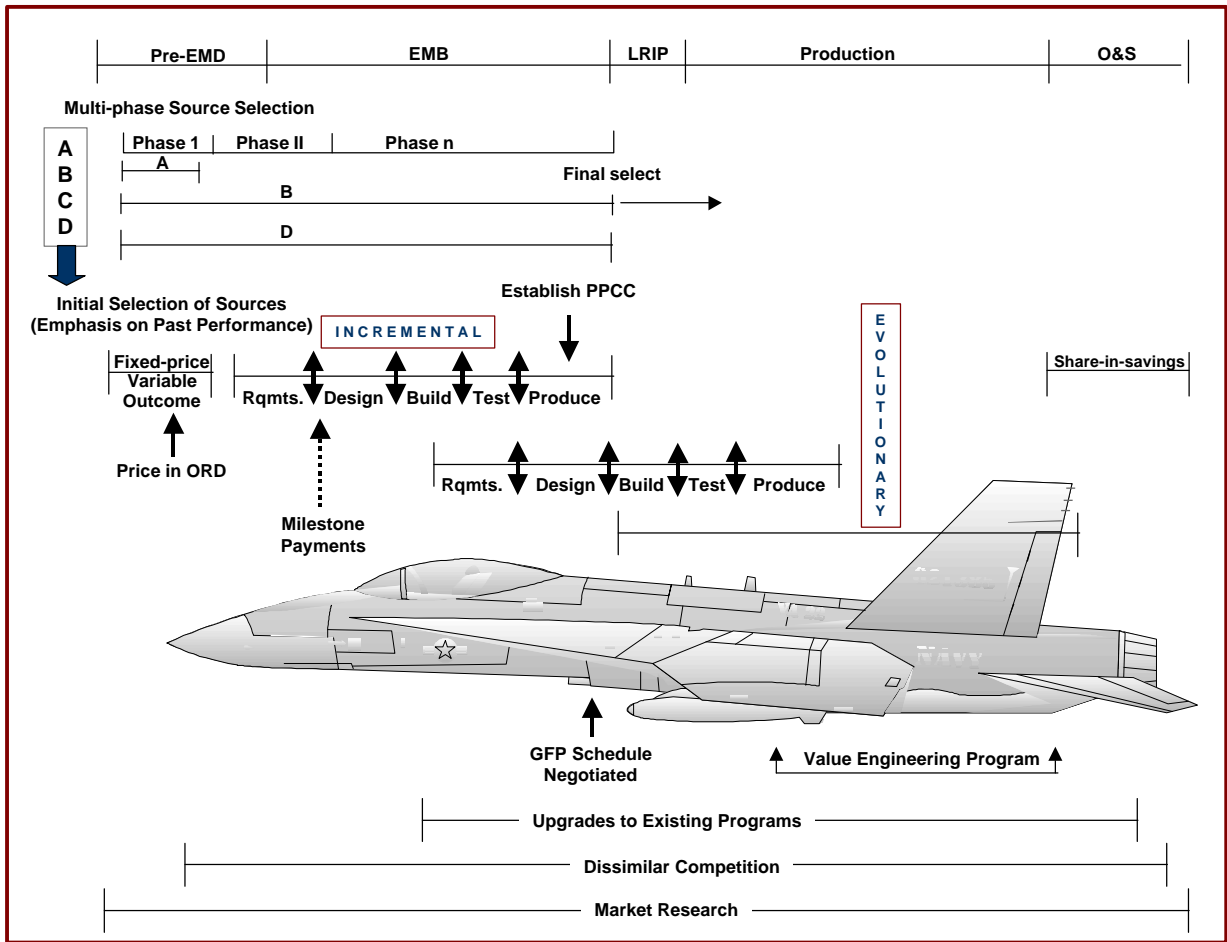 Pre-EMD EMB LRIP Production O&S
Multi-phase Source Selection
A
B
C
D
Phase 1 Phase II Phase n
A
Final select
B
D
Initial Selection of Sources
(Emphasis on Past Performance)
Establish PPCC
INCREMENTAL
E
V
O
L
U
T
I
O
N
A
R
Y
Fixed-price
Variable
Outcome
Share-in-savings
Rqmts. Design Build Test Produce
Price in ORD
Rqmts. Design Build Test Produce
Milestone
Payments
NAVY
GFP Schedule
Negotiated
Value Engineering Program
Upgrades to Existing Programs
Dissimilar Competition
Market Research